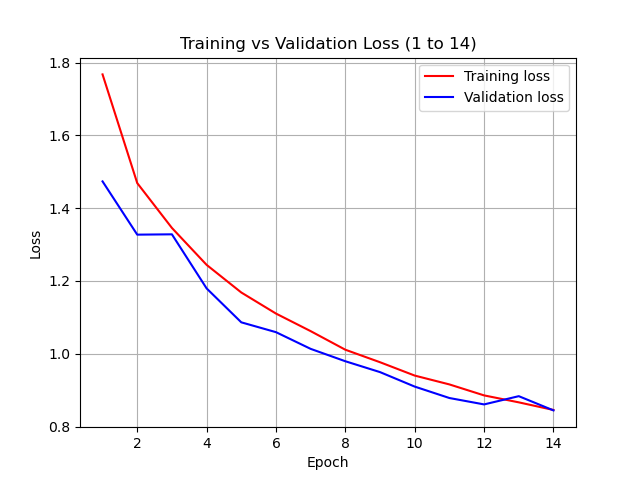 Training vs Validation Loss (1 to 14)
Training loss
Validation loss
1.8
1.6
1.4
1.2
1.0
0.8
Loss
2 4 6 8 10 12 14
Epoch